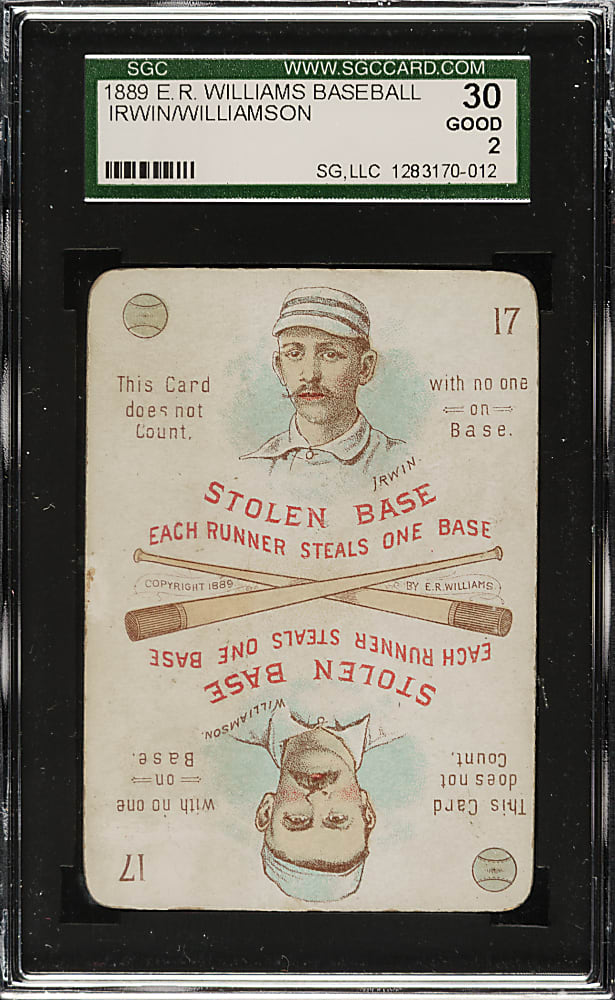 SGC WWW.SGCCARD.COM
1889 E.R. WILLIAMS BASEBALL 30
IRWIN/WILLIAMSON GOOD
2
SG,LLC 1283170-012
17
This Card with no one
does not on
Count, Base.
IRWIN.
STOLEN BASE
EACH RUNNER STEALS ONE BASE
COPYRIGHT 1889 BY E.R.WILLIAMS
EACH RUNNER STEALS ONE BASE
STOLEN BASE
WILLIAMSON.
Count, Base.
does not on
This Card with no one
17